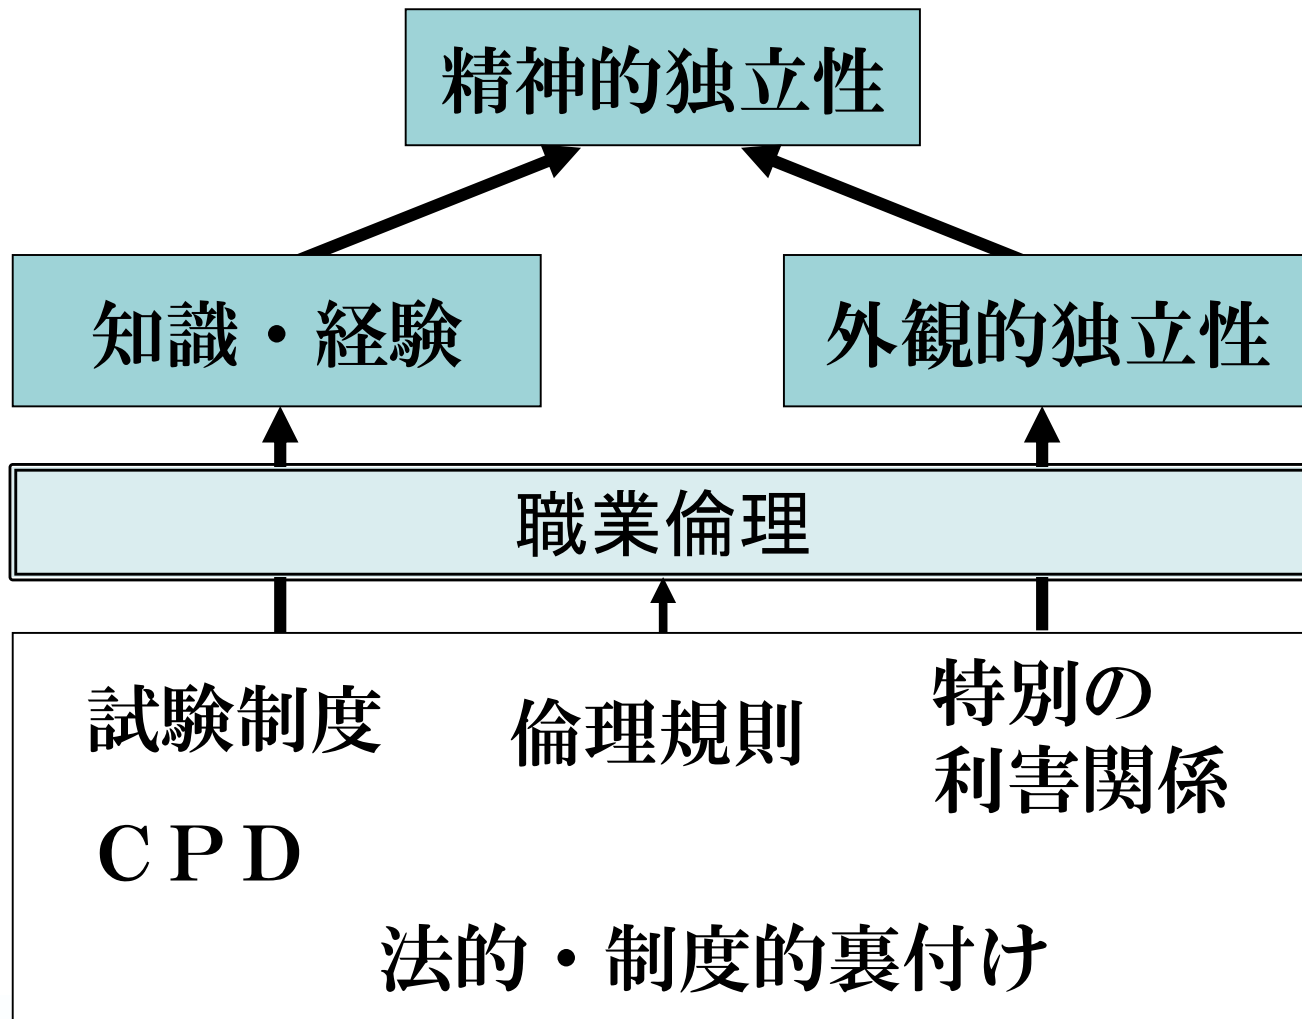 精神的独立性
知識・経験
外観的独立性
職業倫理
試験制度
倫理規則
特別の
利害関係
ＣＰＤ
法的・制度的裏付け